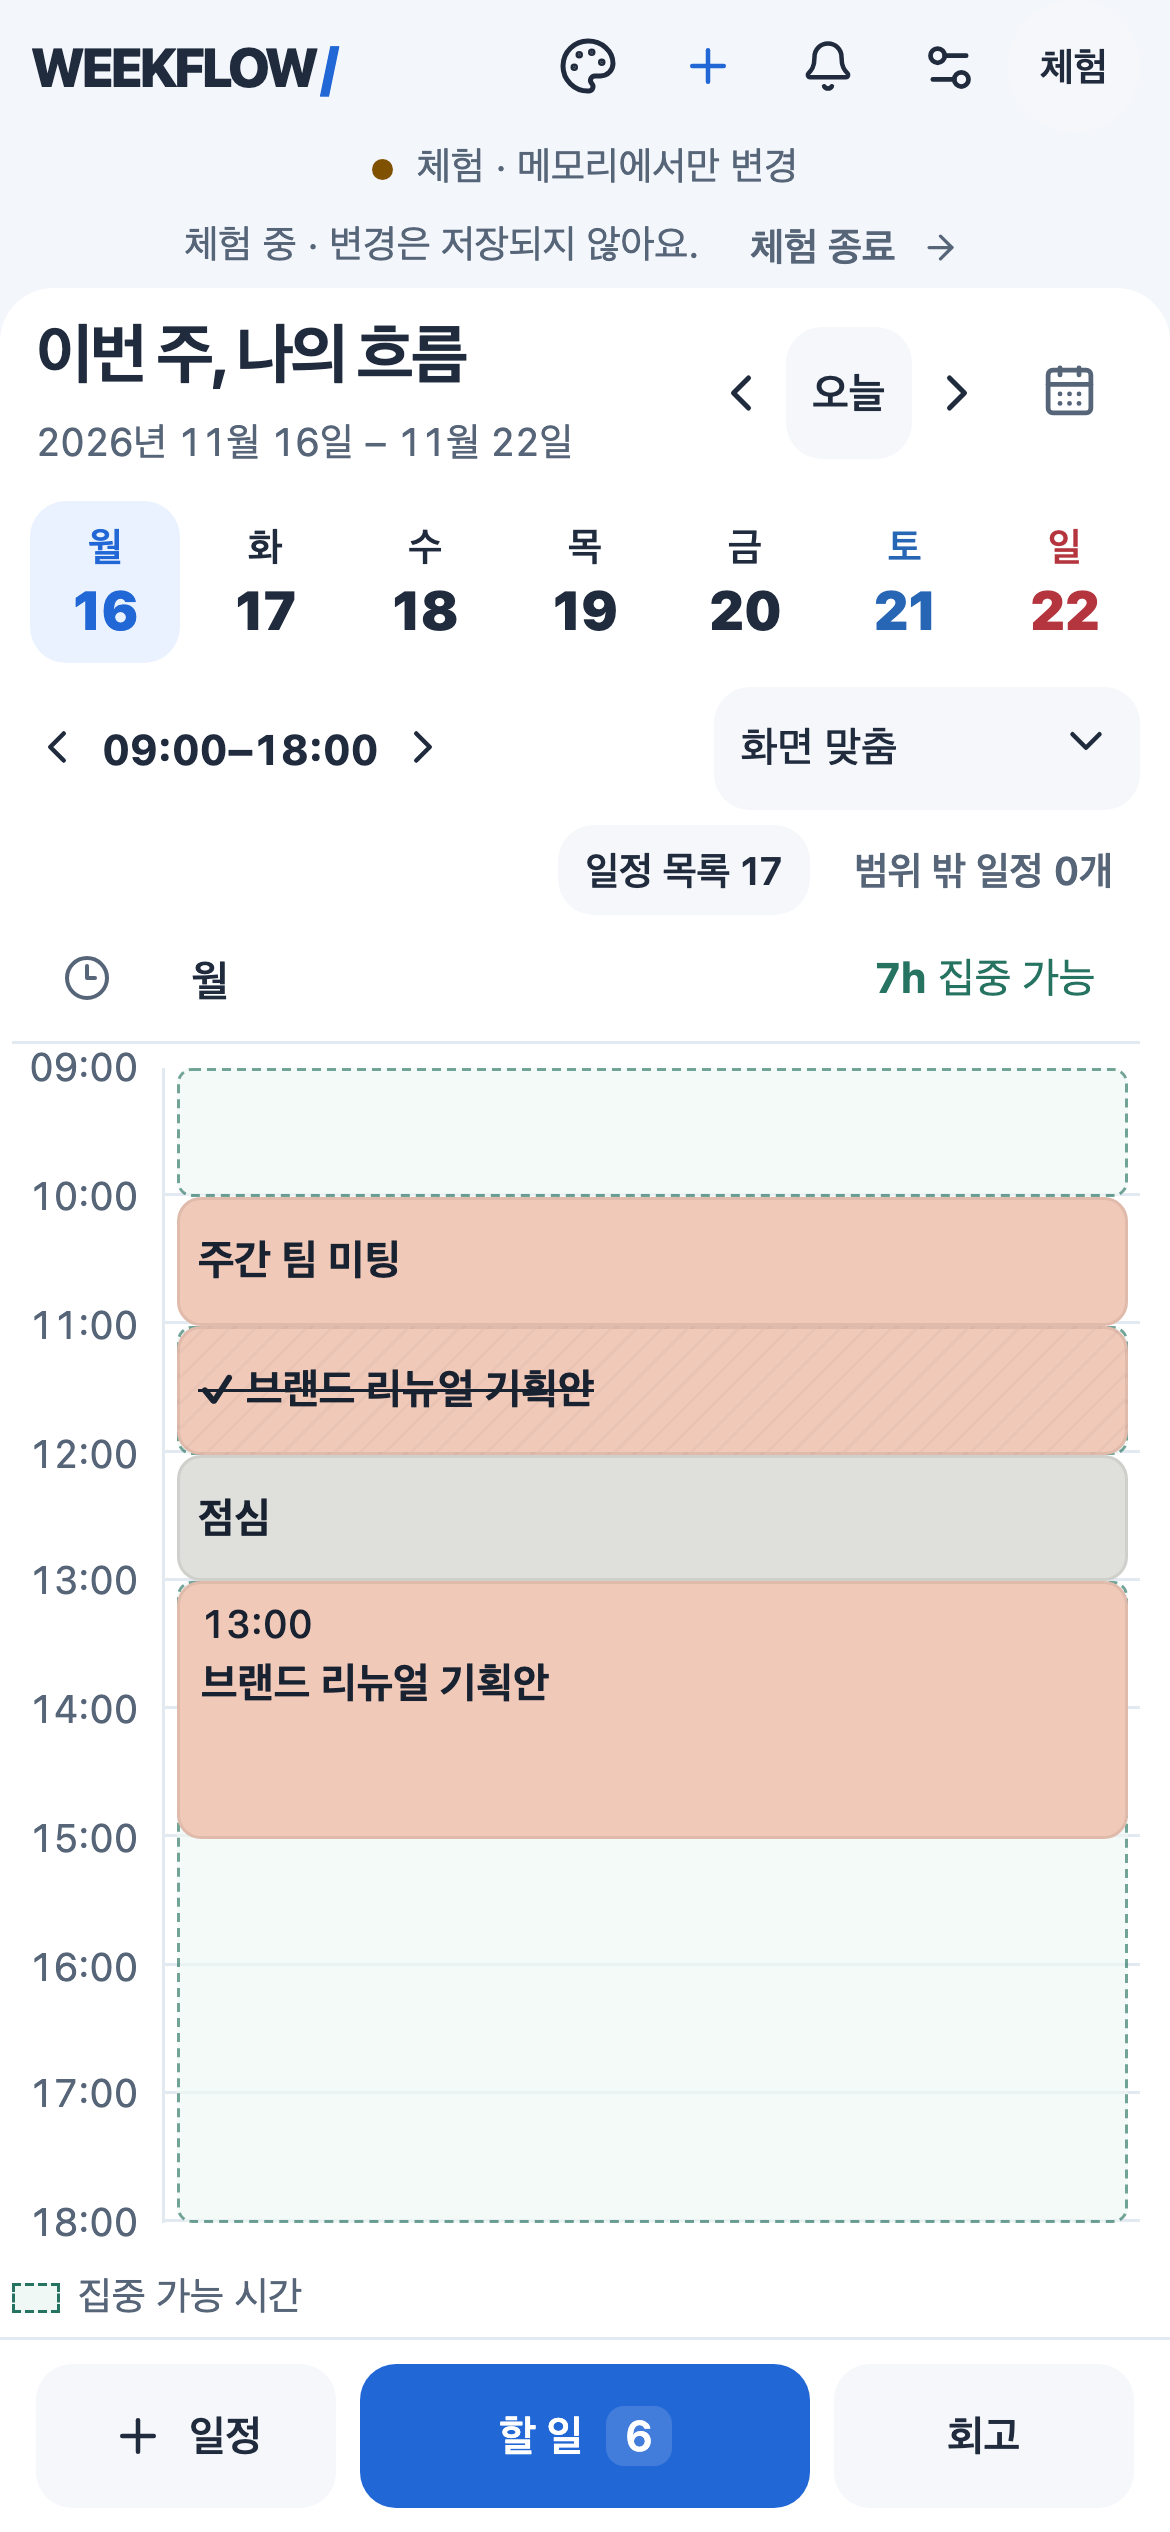 WEEKFLOW/
체험
체험 · 메모리에서만 변경
체험 중 · 변경은 저장되지 않아요. 체험 종료 →
이번 주, 나의 흐름
2026년 11월 16일 – 11월 22일
오늘
월 화 수 목 금 토 일
16 17 18 19 20 21 22
09:00–18:00
화면 맞춤
일정 목록 17 범위 밖 일정 0개
월 7h 집중 가능
09:00
10:00
주간 팀 미팅
11:00
✓ 브랜드 리뉴얼 기획안
12:00
점심
13:00
13:00
브랜드 리뉴얼 기획안
14:00
15:00
16:00
17:00
18:00
집중 가능 시간
+ 일정
할 일 6
회고